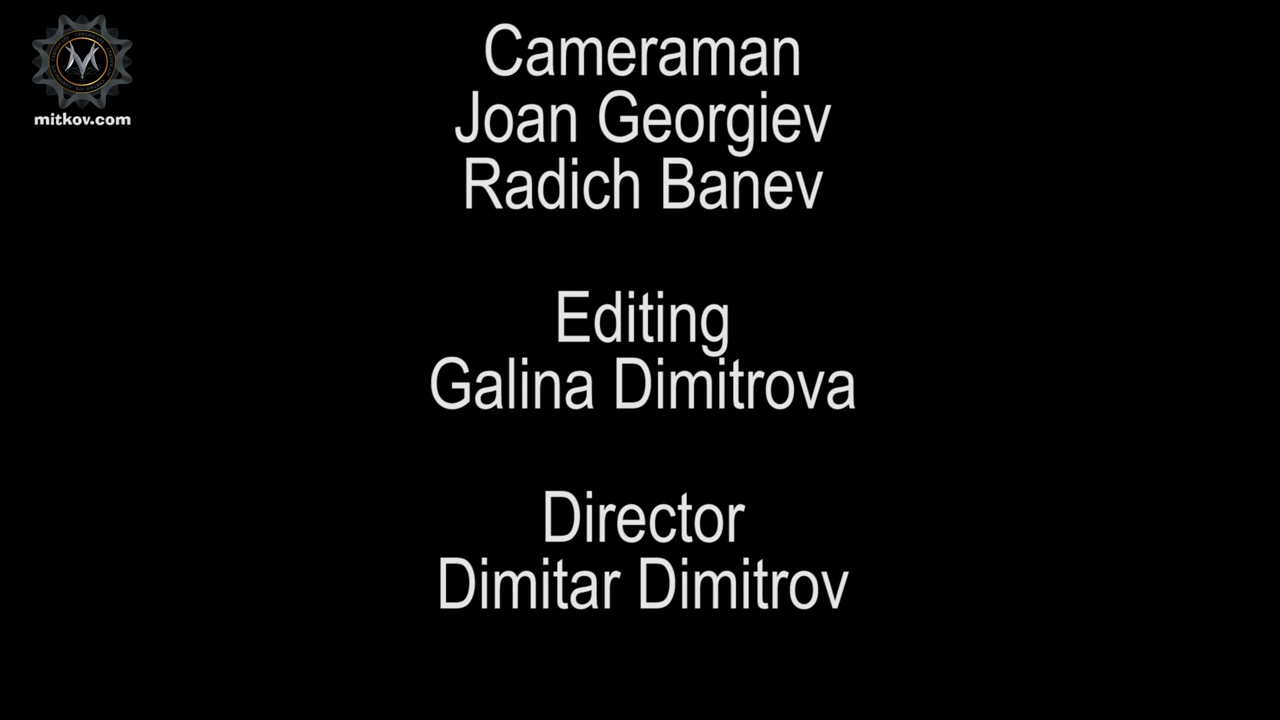 mitkov.com
Cameraman
Joan Georgiev
Radich Banev
Editing
Galina Dimitrova
Director
Dimitar Dimitrov